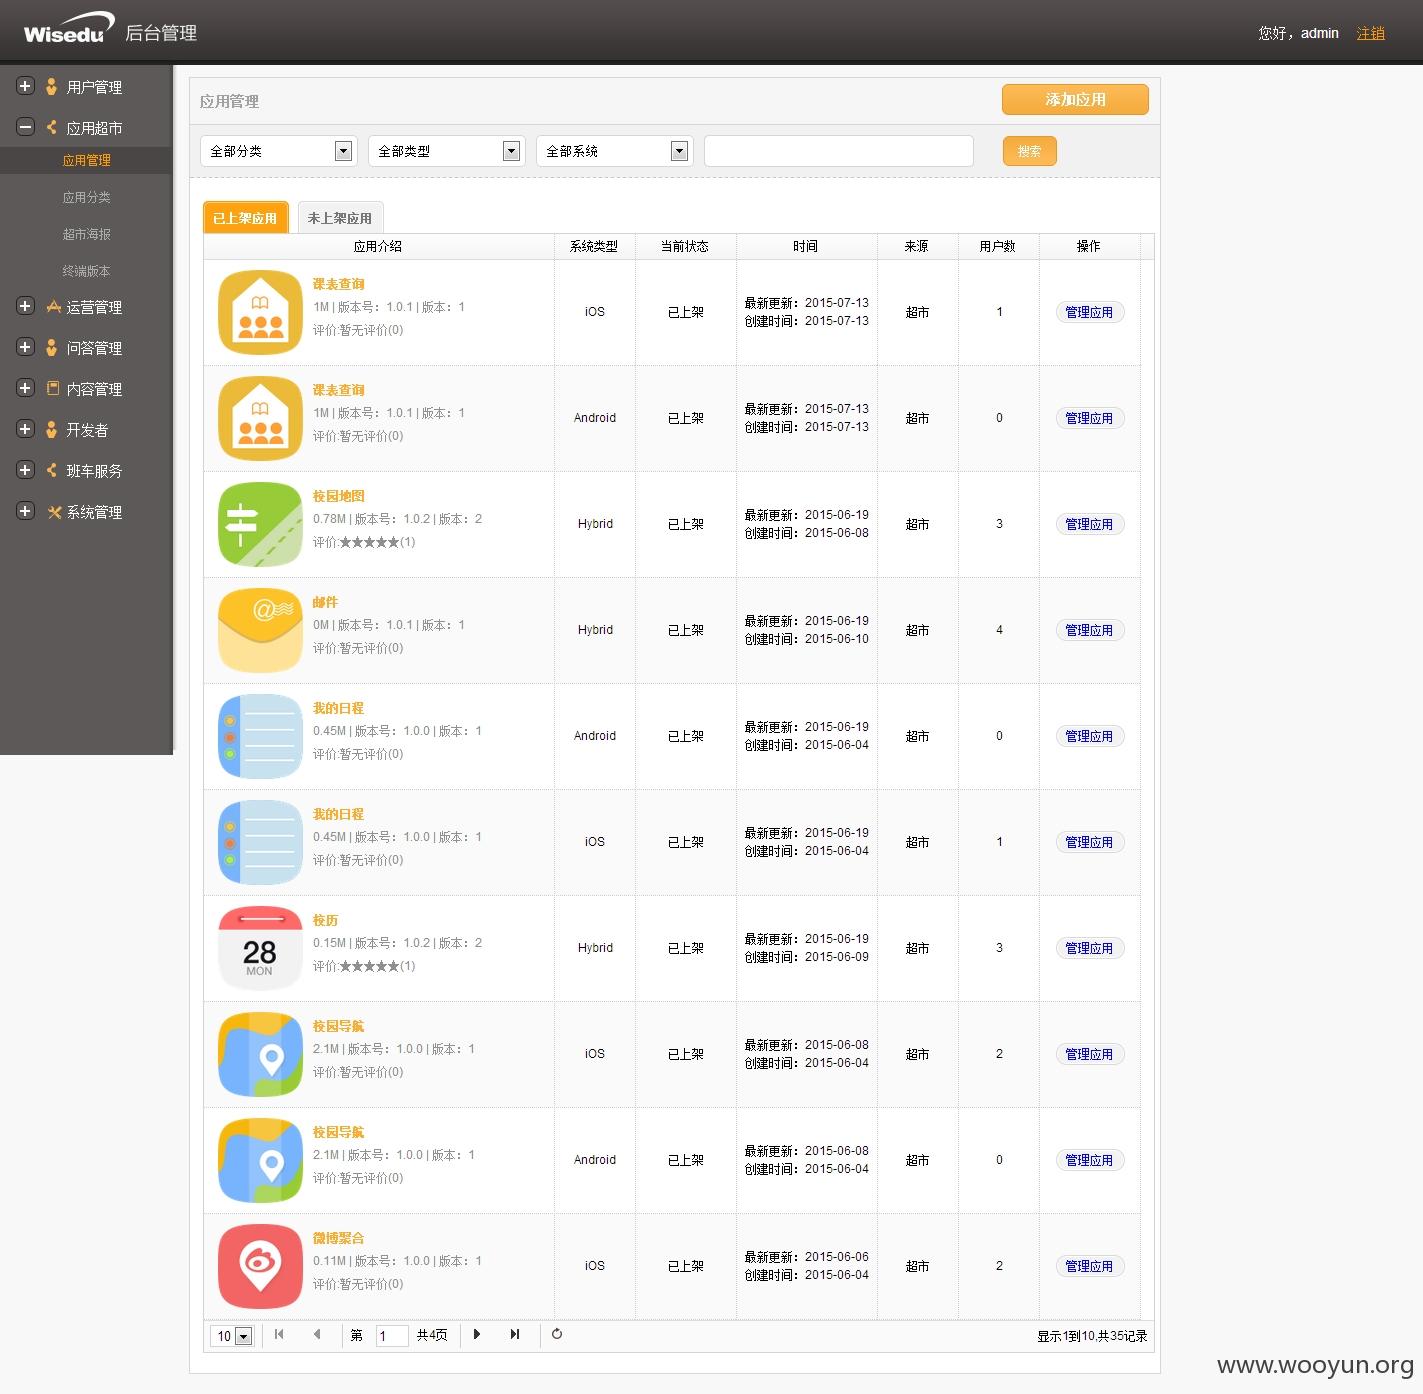 Wisedu 后台管理
您好，admin 注销
用户管理
应用超市
应用管理
应用分类
超市海报
终端版本
运营管理
问答管理
内容管理
开发者
班车服务
系统管理
应用管理 添加应用
全部分类 全部类型 全部系统 搜索
已上架应用 未上架应用
应用介绍 系统类型 当前状态 时间 来源 用户数 操作
课表查询
1M | 版本号：1.0.1 | 版本：1
评价:暂无评价(0)
iOS 已上架
最新更新：2015-07-13
创建时间：2015-07-13
超市 1 管理应用
课表查询
1M | 版本号：1.0.1 | 版本：1
评价:暂无评价(0)
Android 已上架
最新更新：2015-07-13
创建时间：2015-07-13
超市 0 管理应用
校园地图
0.78M | 版本号：1.0.2 | 版本：2
评价:★★★★★(1)
Hybrid 已上架
最新更新：2015-06-19
创建时间：2015-06-08
超市 3 管理应用
邮件
0M | 版本号：1.0.1 | 版本：1
评价:暂无评价(0)
Hybrid 已上架
最新更新：2015-06-19
创建时间：2015-06-10
超市 4 管理应用
我的日程
0.45M | 版本号：1.0.0 | 版本：1
评价:暂无评价(0)
Android 已上架
最新更新：2015-06-19
创建时间：2015-06-04
超市 0 管理应用
我的日程
0.45M | 版本号：1.0.0 | 版本：1
评价:暂无评价(0)
iOS 已上架
最新更新：2015-06-19
创建时间：2015-06-04
超市 1 管理应用
28
MON
校历
0.15M | 版本号：1.0.2 | 版本：2
评价:★★★★★(1)
Hybrid 已上架
最新更新：2015-06-19
创建时间：2015-06-09
超市 3 管理应用
校园导航
2.1M | 版本号：1.0.0 | 版本：1
评价:暂无评价(0)
iOS 已上架
最新更新：2015-06-08
创建时间：2015-06-04
超市 2 管理应用
校园导航
2.1M | 版本号：1.0.0 | 版本：1
评价:暂无评价(0)
Android 已上架
最新更新：2015-06-08
创建时间：2015-06-04
超市 0 管理应用
微博聚合
0.11M | 版本号：1.0.0 | 版本：1
评价:暂无评价(0)
iOS 已上架
最新更新：2015-06-06
创建时间：2015-06-04
超市 2 管理应用
10 第 1 共4页 显示1到10,共35记录
www.wooyun.org